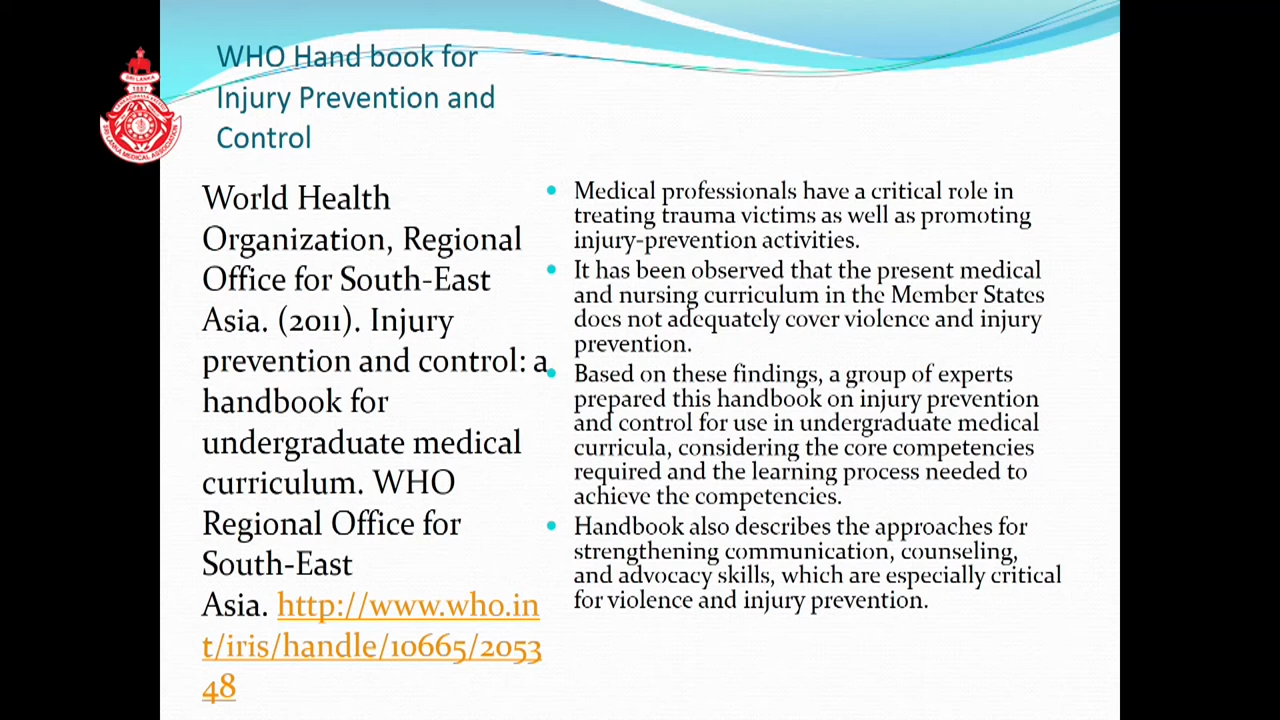 WHO Hand book for
Injury Prevention and
Control
SRI LANKA
1887
SRI LANKA MEDICAL ASSOCIATION
World Health
Organization, Regional
Office for South-East
Asia. (2011). Injury
prevention and control: a
handbook for
undergraduate medical
curriculum. WHO
Regional Office for
South-East
Asia. http://www.who.in
t/iris/handle/10665/2053
48
• Medical professionals have a critical role in
treating trauma victims as well as promoting
injury-prevention activities.
• It has been observed that the present medical
and nursing curriculum in the Member States
does not adequately cover violence and injury
prevention.
• Based on these findings, a group of experts
prepared this handbook on injury prevention
and control for use in undergraduate medical
curricula, considering the core competencies
required and the learning process needed to
achieve the competencies.
• Handbook also describes the approaches for
strengthening communication, counseling,
and advocacy skills, which are especially critical
for violence and injury prevention.